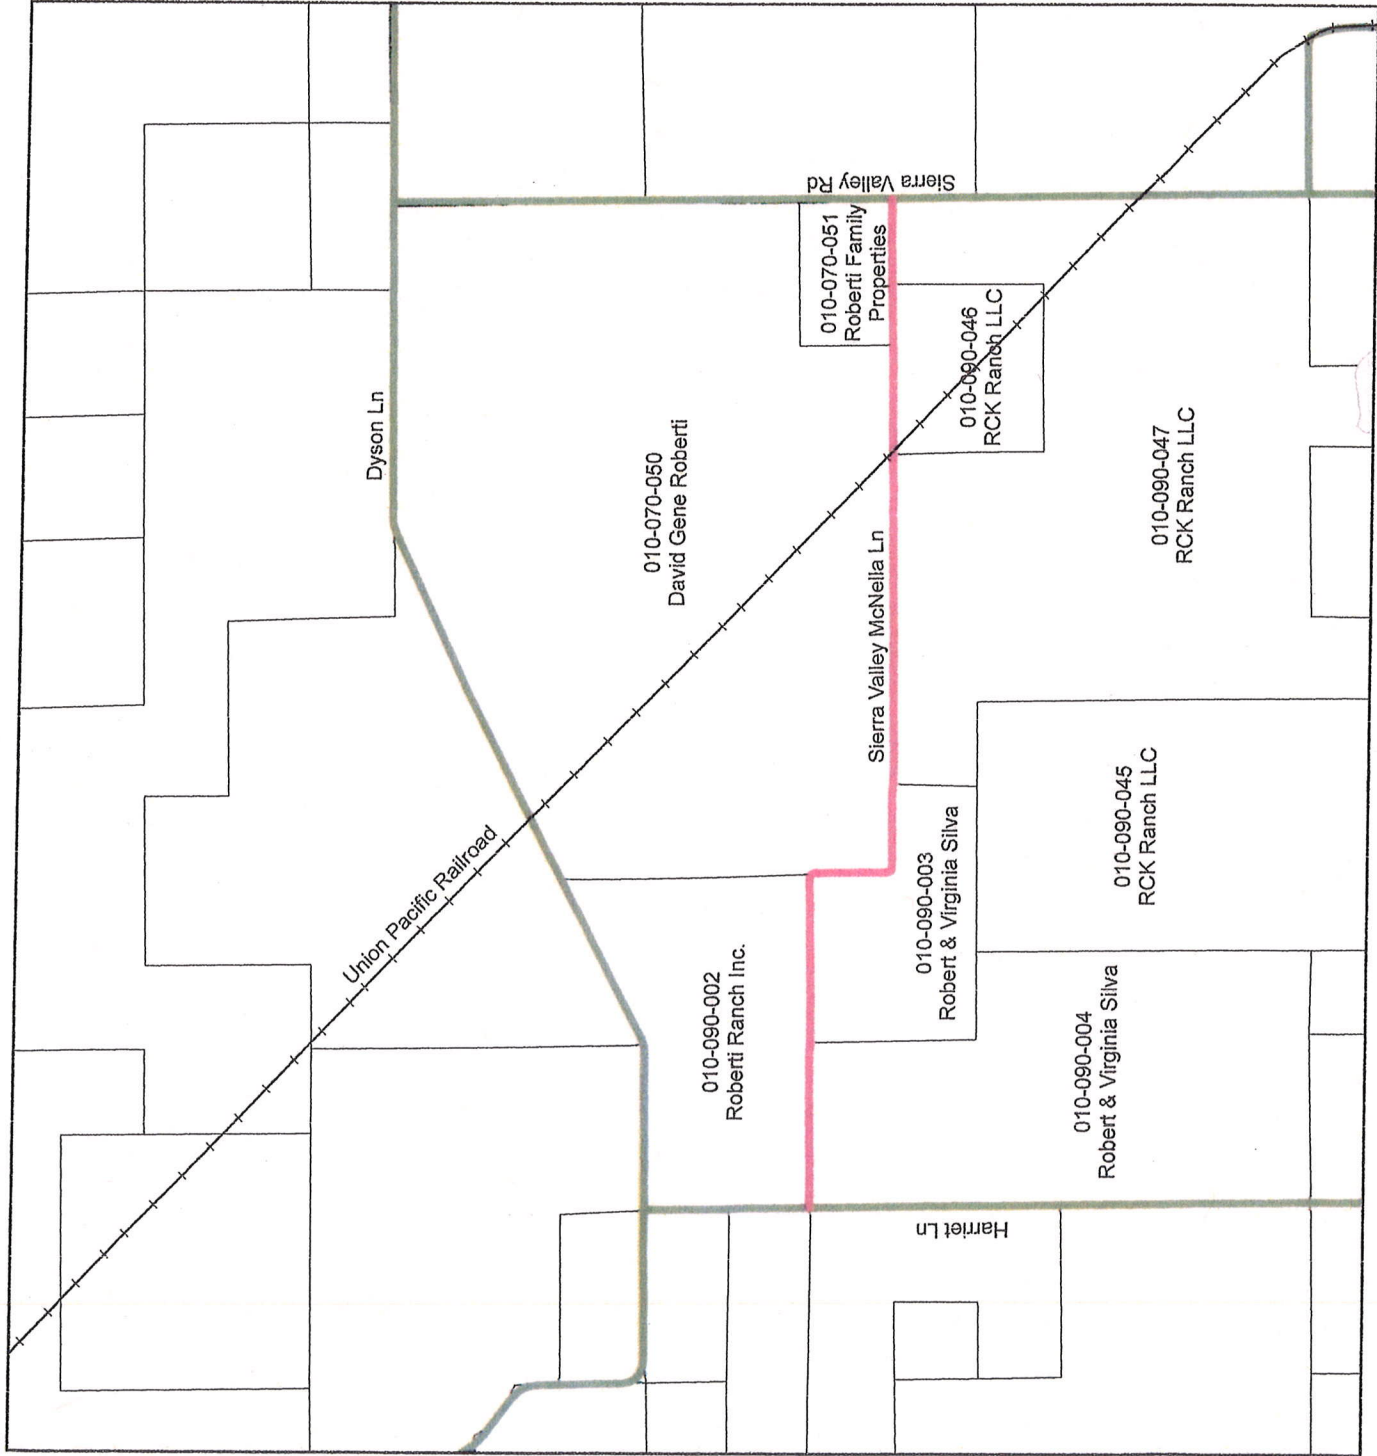 Dyson Ln
Union Pacific Railroad
Sierra Valley Rd
010-070-051
Roberti Family
Properties
010-070-050
David Gene Roberti
010-090-046
RCK Ranch LLC
Sierra Valley McNella Ln
010-090-047
RCK Ranch LLC
010-090-002
Roberti Ranch Inc.
010-090-003
Robert & Virginia Silva
010-090-045
RCK Ranch LLC
010-090-004
Robert & Virginia Silva
Harriet Ln